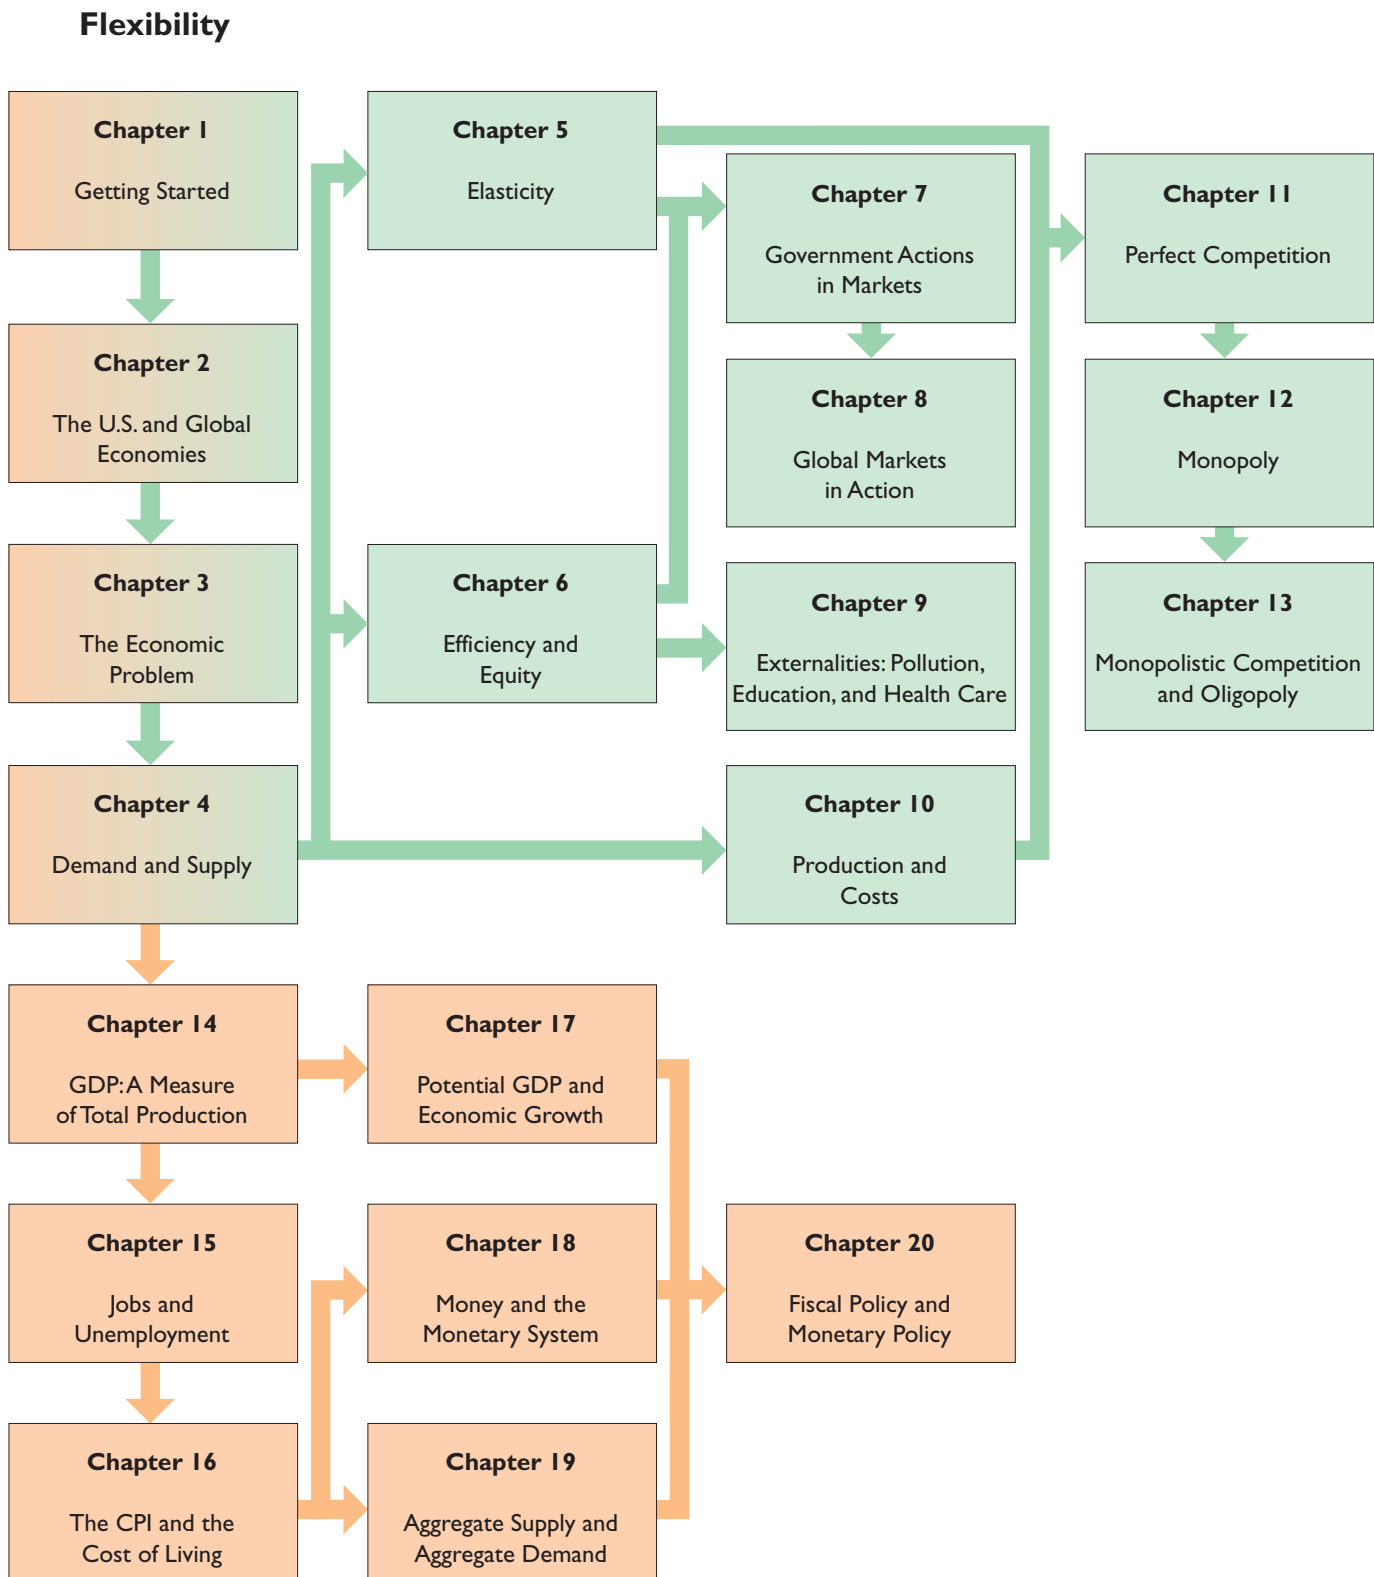 Flexibility
Chapter 1
Getting Started
Chapter 2
The U.S. and Global
Economies
Chapter 3
The Economic
Problem
Chapter 4
Demand and Supply
Chapter 5
Elasticity
Chapter 6
Efficiency and
Equity
Chapter 7
Government Actions
in Markets
Chapter 8
Global Markets
in Action
Chapter 9
Externalities: Pollution,
Education, and Health Care
Chapter 10
Production and
Costs
Chapter 11
Perfect Competition
Chapter 12
Monopoly
Chapter 13
Monopolistic Competition
and Oligopoly
Chapter 14
GDP: A Measure
of Total Production
Chapter 15
Jobs and
Unemployment
Chapter 16
The CPI and the
Cost of Living
Chapter 17
Potential GDP and
Economic Growth
Chapter 18
Money and the
Monetary System
Chapter 19
Aggregate Supply and
Aggregate Demand
Chapter 20
Fiscal Policy and
Monetary Policy